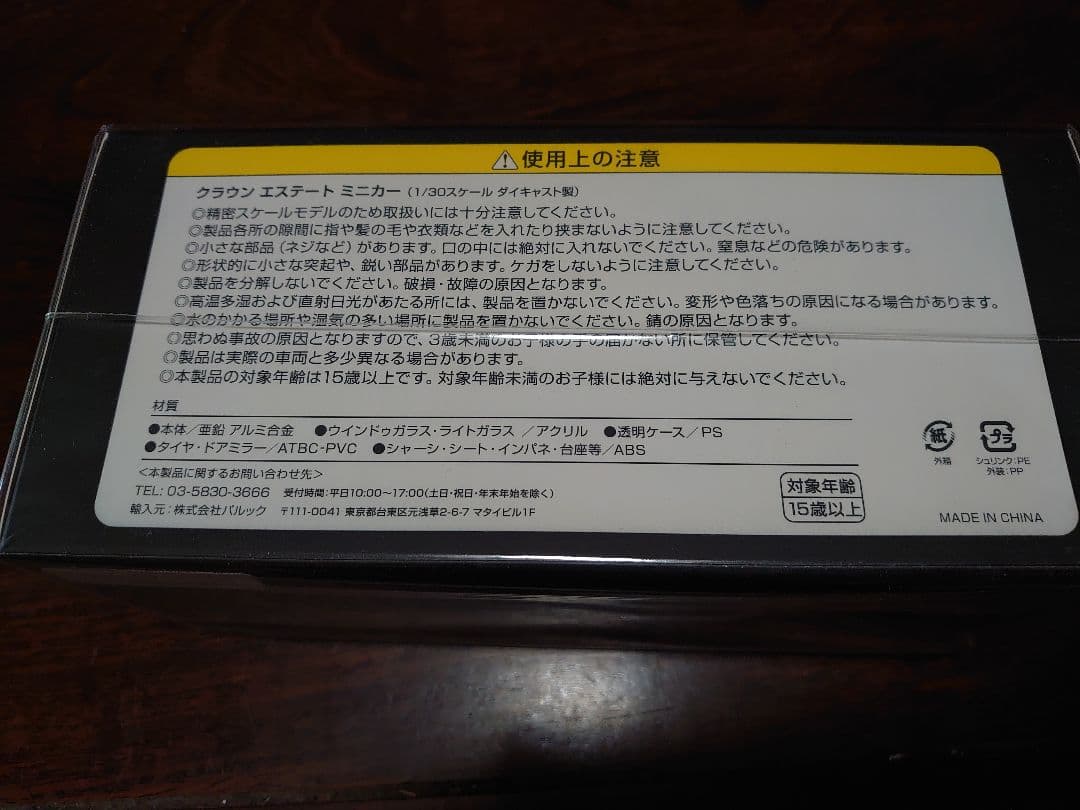 ⚠使用上の注意
クラウン エステート ミニカー (1/30スケール ダイキャスト製)
◎精密スケールモデルのため取扱いには十分注意してください。
◎製品各所の隙間に指や髪の毛や衣類などを入れたり挟まないように注意してください。
◎小さな部品(ネジなど)があります。口の中には絶対に入れないでください。窒息などの危険があります。
◎形状的に小さな突起や、鋭い部品があります。ケガをしないように注意してください。
◎製品を分解しないでください。破損・故障の原因となります。
◎高温多湿および直射日光があたる所には、製品を置かないでください。変形や色落ちの原因になる場合があります。
◎水のかかる場所や湿気の多い場所に製品を置かないでください。錆の原因となります。
◎思わぬ事故の原因となりますので、3歳未満のお子様の手の届かない所に保管してください。
◎製品は実際の車両と多少異なる場合があります。
◎本製品の対象年齢は15歳以上です。対象年齢未満のお子様には絶対に与えないでください。
材質
●本体/亜鉛 アルミ合金 ●ウインドゥガラス・ライトガラス /アクリル ●透明ケース/PS
●タイヤ・ドアミラー/ATBC-PVC ●シャーシ・シート・インパネ・台座等/ABS
<本製品に関するお問い合わせ先>
TEL: 03-5830-3666 受付時間:平日10:00~17:00(土日・祝日・年末年始を除く)
輸入元:株式会社バルック 〒111-0041 東京都台東区元浅草2-6-7 マタイビル1F
対象年齢
15歳以上
紙
外箱
プラ
シュリンク:PE
外装:PP
MADE IN CHINA